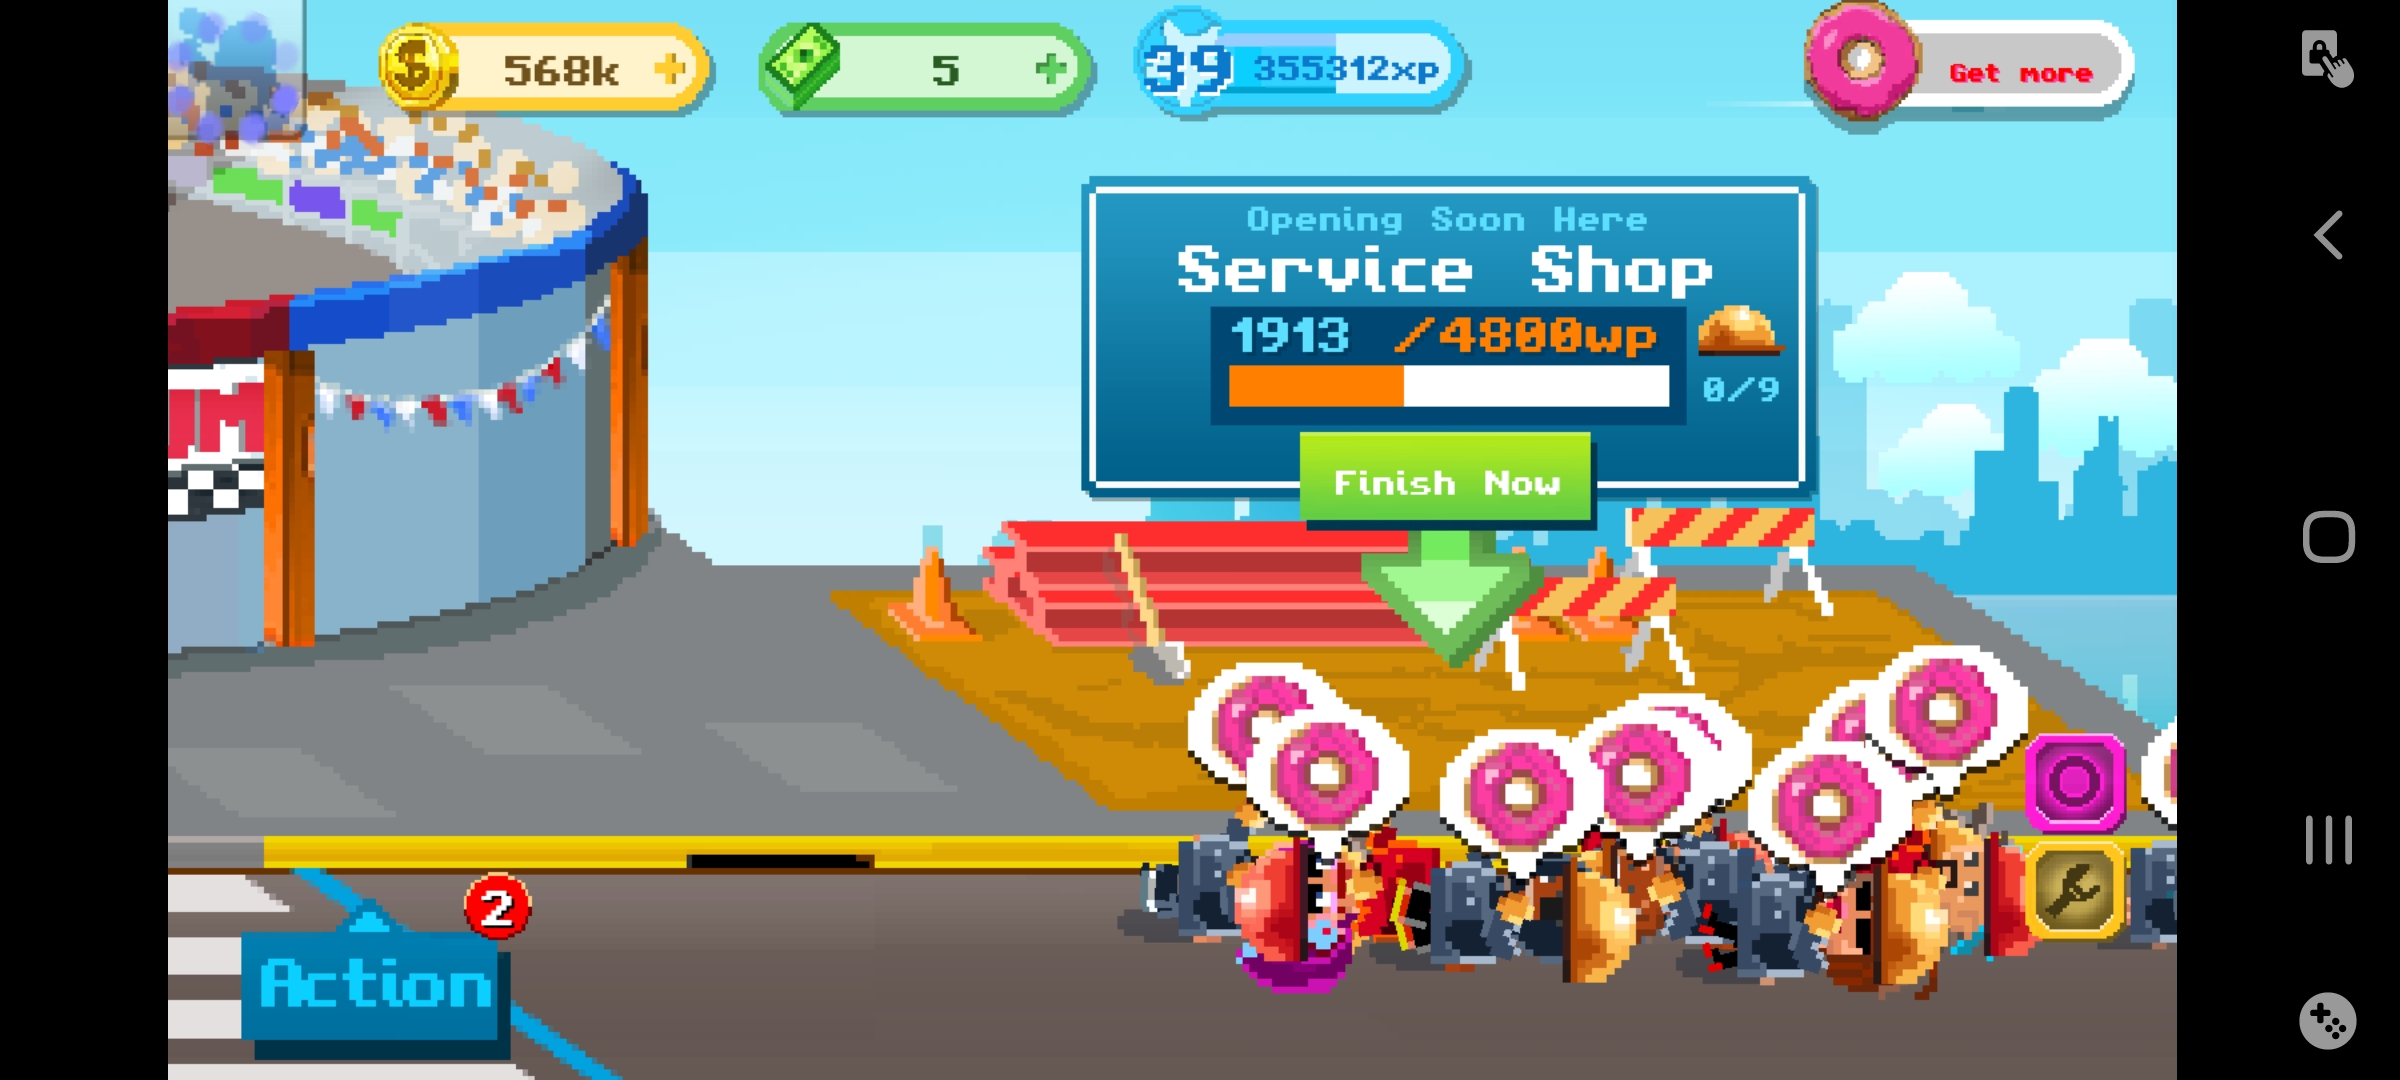 568k
5
39 355312xp
Get more
Opening Soon Here
Service Shop
1913 /4800wp
0/9
Finish Now
2
Action